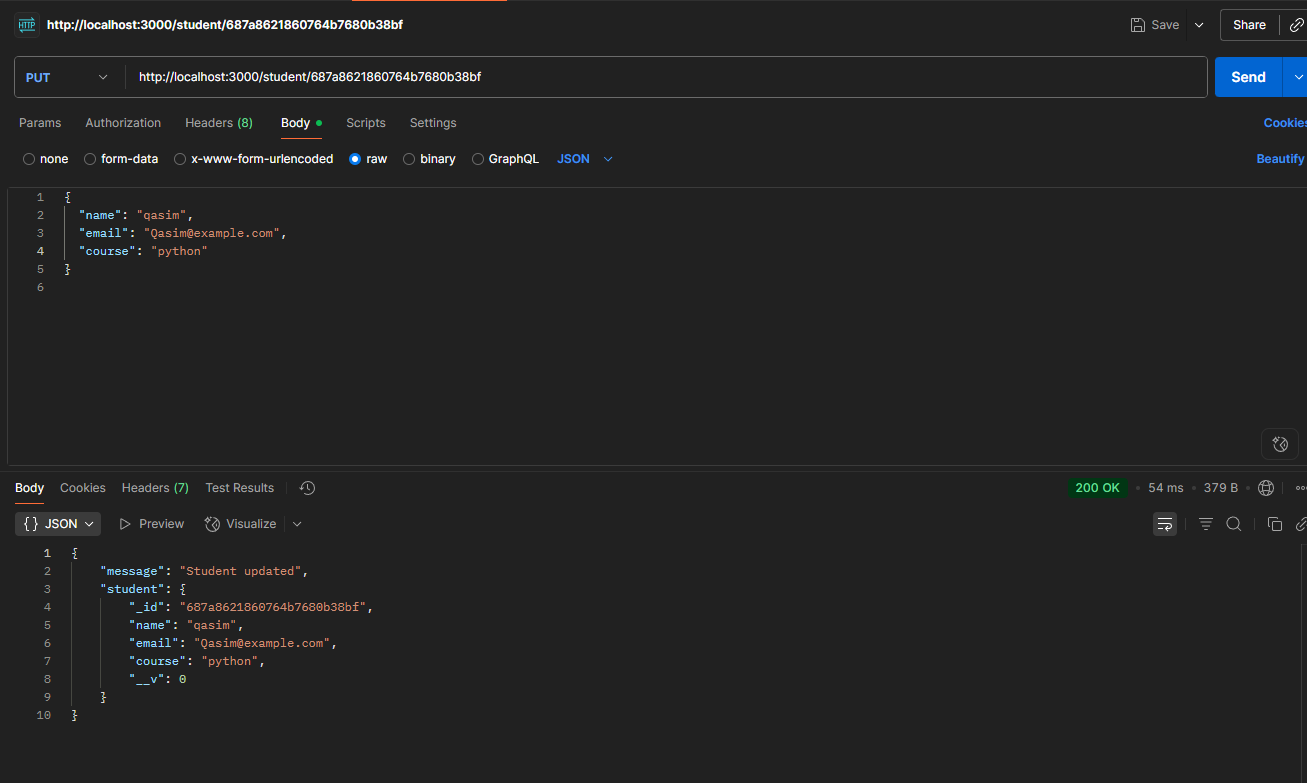 HTTP http://localhost:3000/student/687a8621860764b7680b38bf Save Share
PUT http://localhost:3000/student/687a8621860764b7680b38bf Send
Params Authorization Headers (8) Body Scripts Settings Cookies
none form-data x-www-form-urlencoded raw binary GraphQL JSON Beautify
1 {
2 "name": "qasim",
3 "email": "Qasim@example.com",
4 "course": "python"
5 }
6
Body Cookies Headers (7) Test Results 200 OK • 54 ms • 379 B
{} JSON Preview Visualize
1 {
2 "message": "Student updated",
3 "student": {
4 "_id": "687a8621860764b7680b38bf",
5 "name": "qasim",
6 "email": "Qasim@example.com",
7 "course": "python",
8 "__v": 0
9 }
10 }